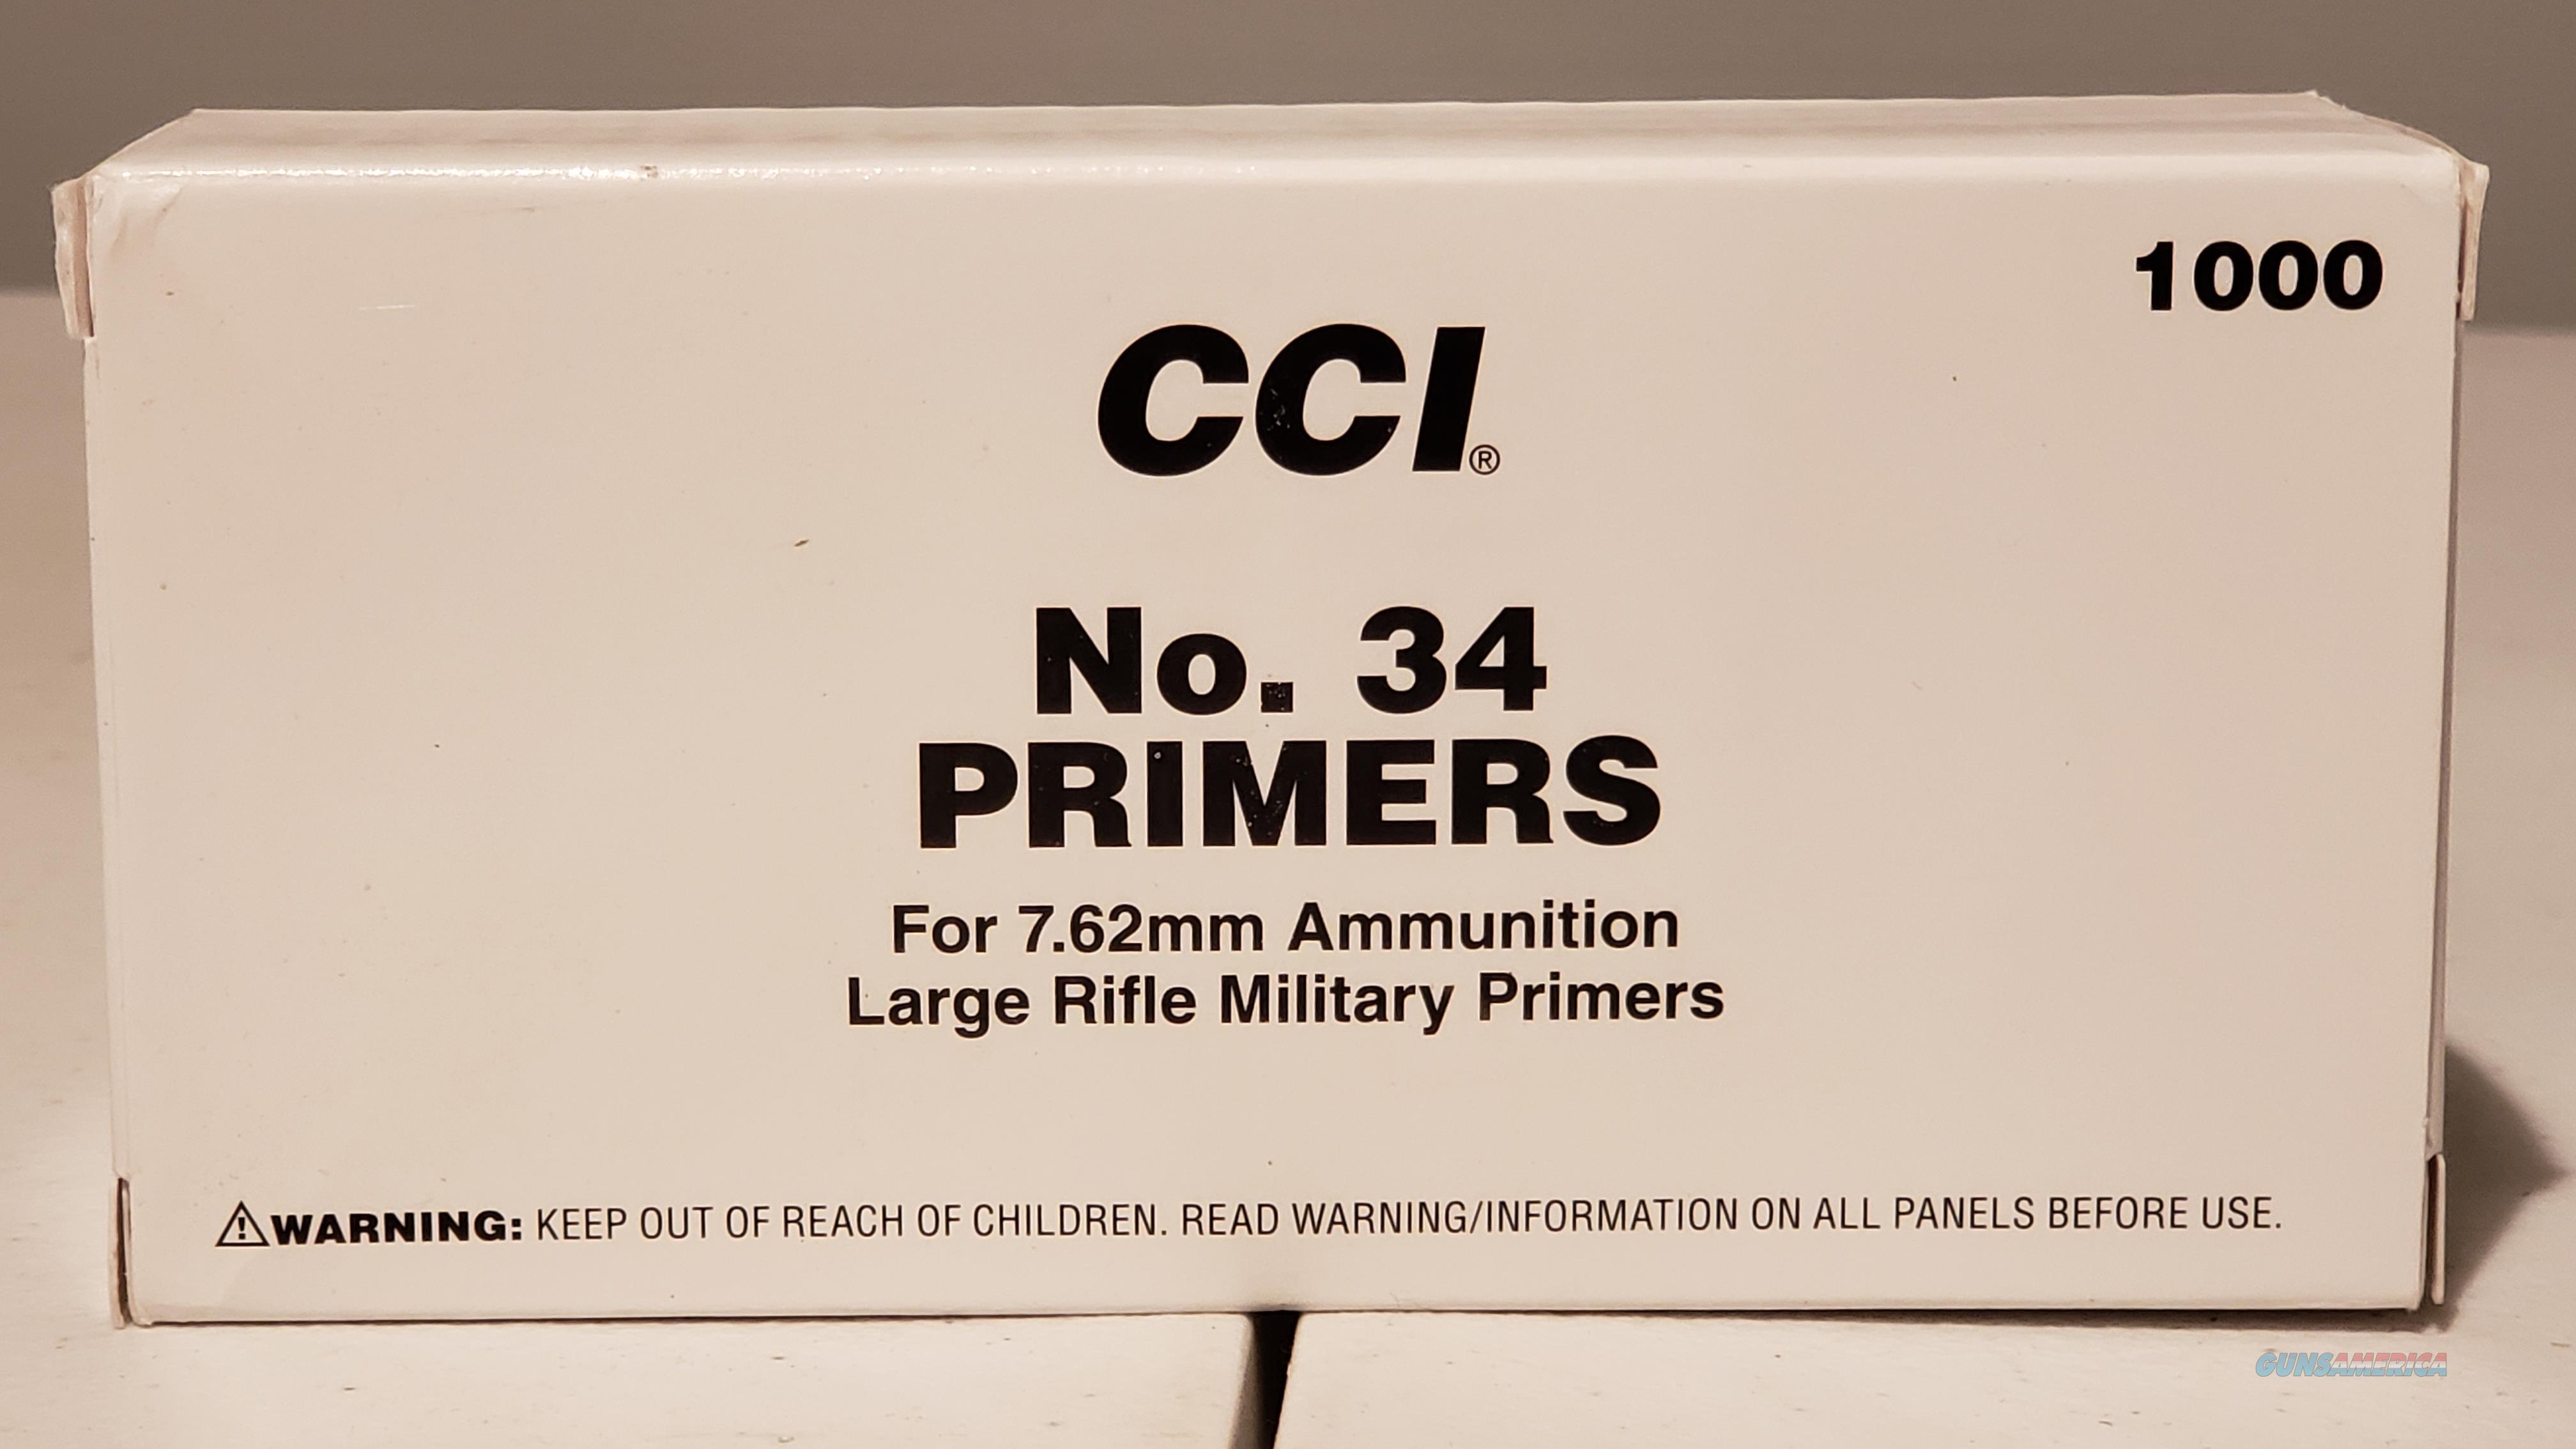 1000
CCI®
No. 34
PRIMERS
For 7.62mm Ammunition
Large Rifle Military Primers
⚠WARNING: KEEP OUT OF REACH OF CHILDREN. READ WARNING/INFORMATION ON ALL PANELS BEFORE USE.
GUNSAMERICA